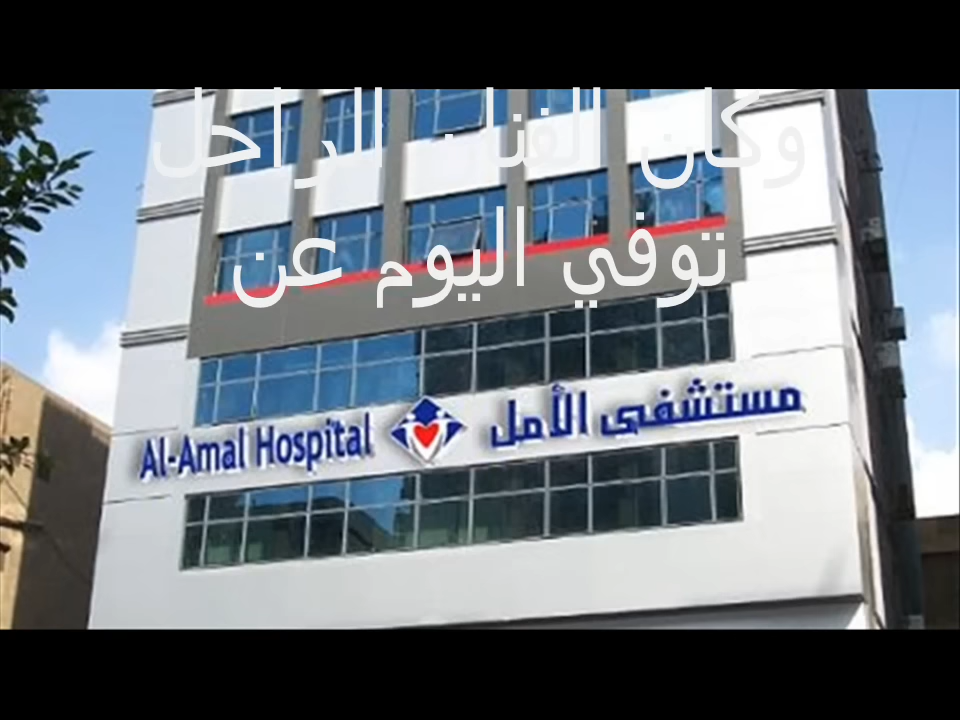 وكان الفنان الراحل
توفي اليوم عن
Al-Amal Hospital مستشفى الأمل